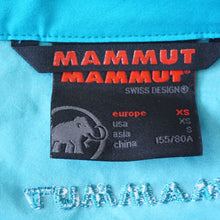 MAMMUT
MAMMUT
SWISS DESIGN®
europe XS
usa XS
asia S
china 155/80A